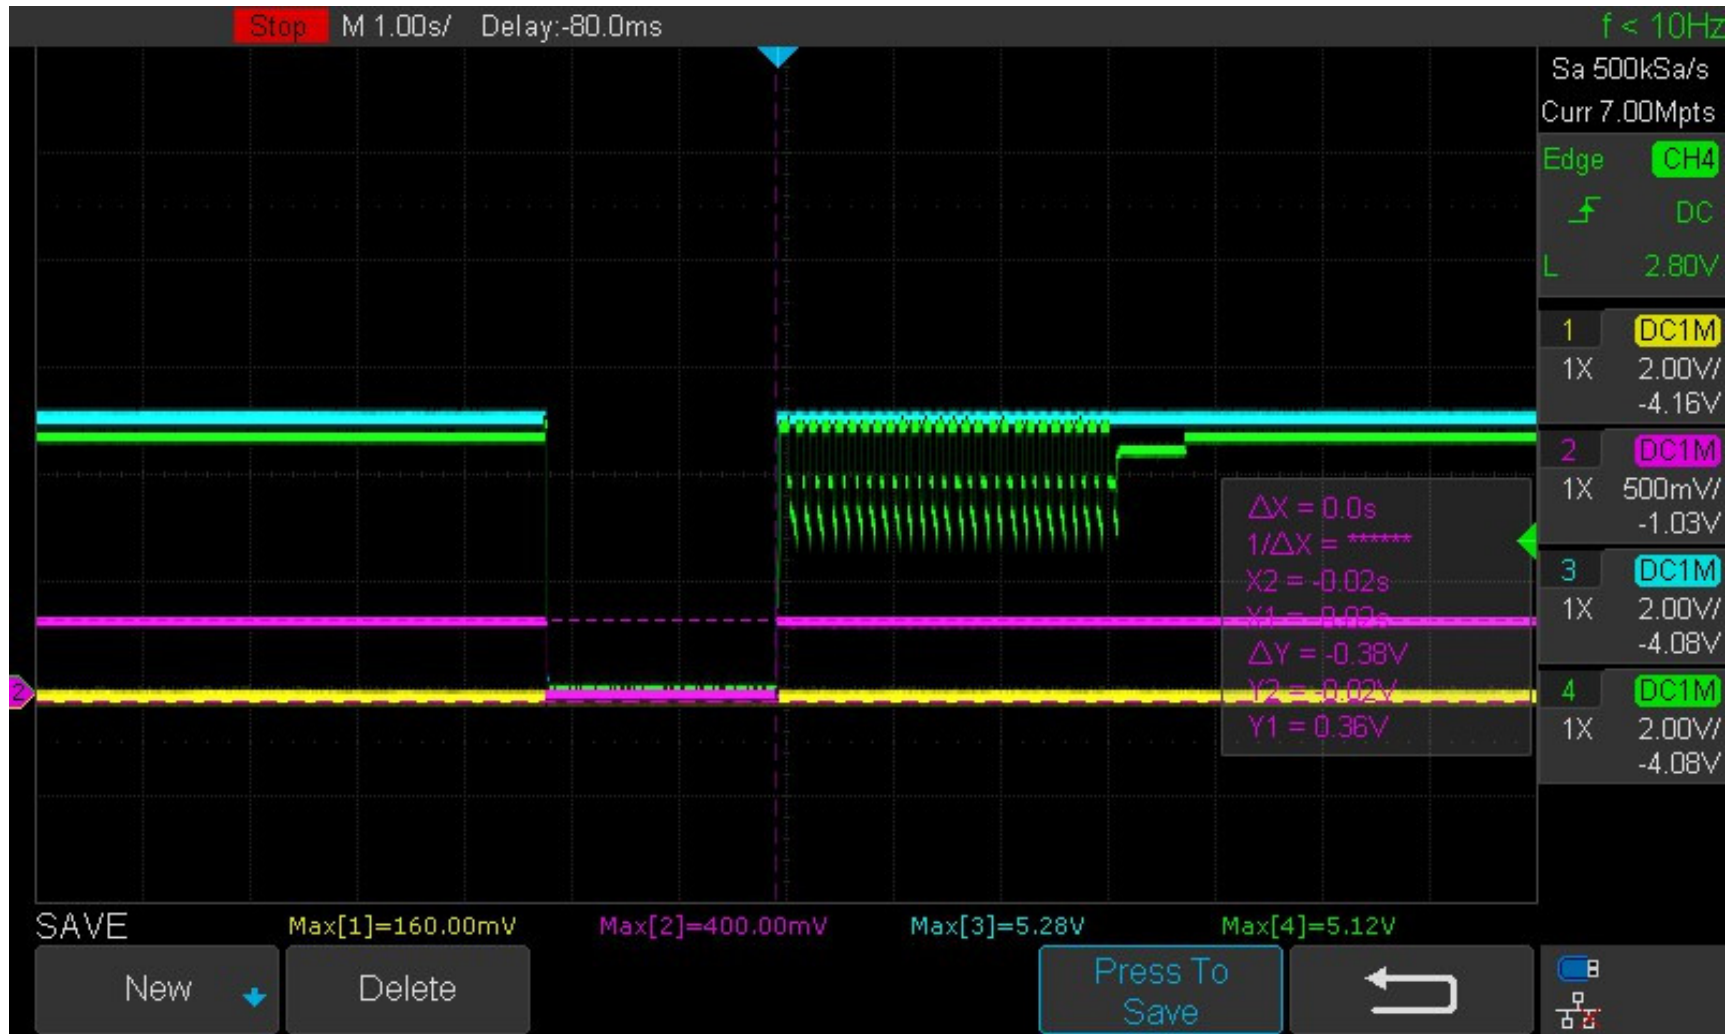 Stop M 1.00s/ Delay:-80.0ms f < 10Hz
Sa 500kSa/s
Curr 7.00Mpts
Edge CH4
DC
L 2.80V
1 DC1M
1X 2.00V/
-4.16V
2 DC1M
1X 500mV/
-1.03V
3 DC1M
1X 2.00V/
-4.08V
4 DC1M
1X 2.00V/
-4.08V
2
△X = 0.0s
1/△X = ******
X2 = -0.02s
X1 = -0.02s
△Y = -0.38V
Y2 = -0.02V
Y1 = 0.36V
SAVE Max[1]=160.00mV Max[2]=400.00mV Max[3]=5.28V Max[4]=5.12V
New Delete Press To
Save